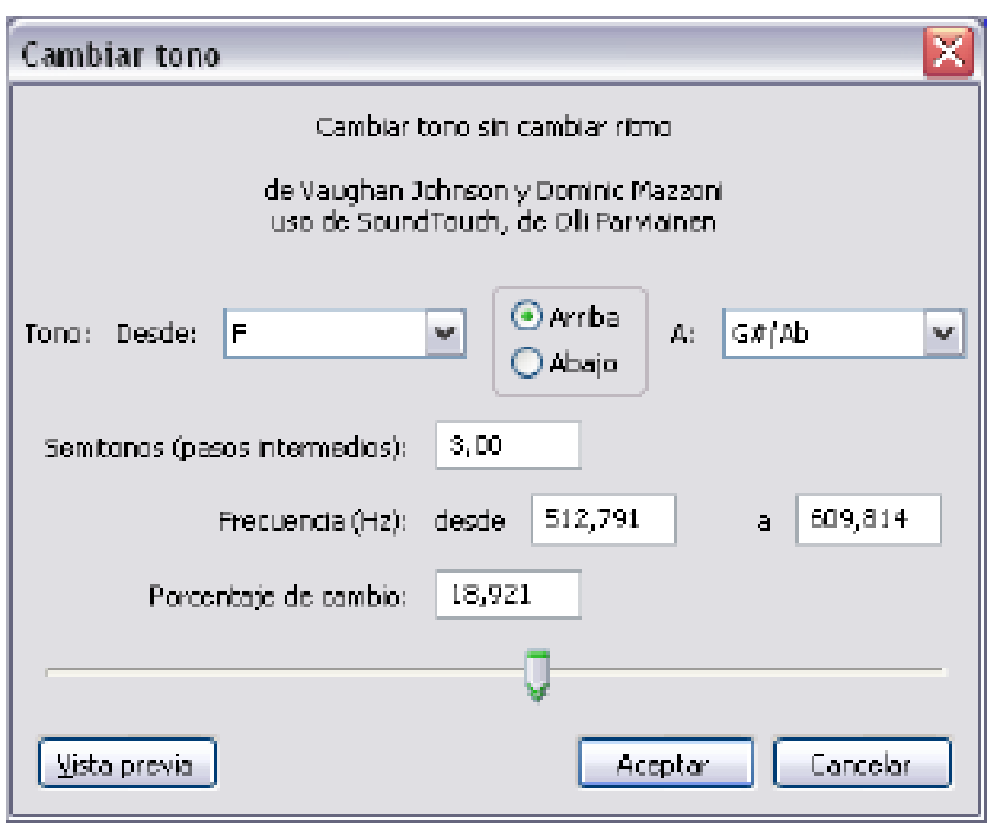 Cambiar tono
Cambiar tono sin cambiar ritmo
de Vaughan Johnson y Dominic Mazzoni
uso de SoundTouch, de Olli Parviainen
Tono: Desde: F Arriba Abajo A: G#/Ab
Semitonos (pasos intermedios): 3,00
Frecuencia (Hz): desde 512,791 a 609,814
Porcentaje de cambio: 18,921
Vista previa Aceptar Cancelar